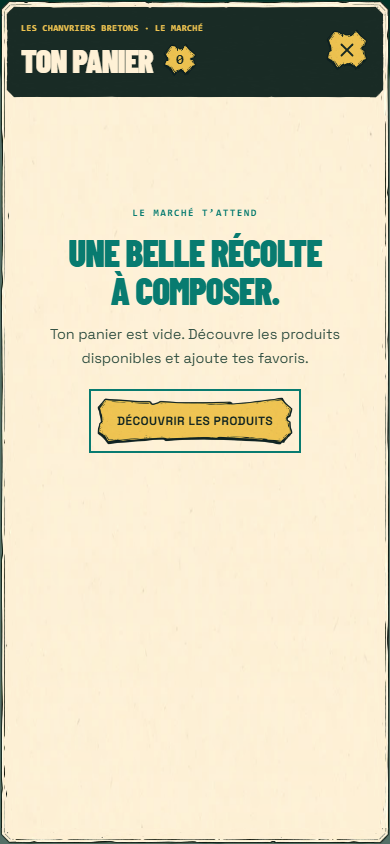 LES CHANVRIERS BRETONS · LE MARCHÉ
TON PANIER 0
LE MARCHÉ T’ATTEND
UNE BELLE RÉCOLTE
À COMPOSER.
Ton panier est vide. Découvre les produits
disponibles et ajoute tes favoris.
DÉCOUVRIR LES PRODUITS